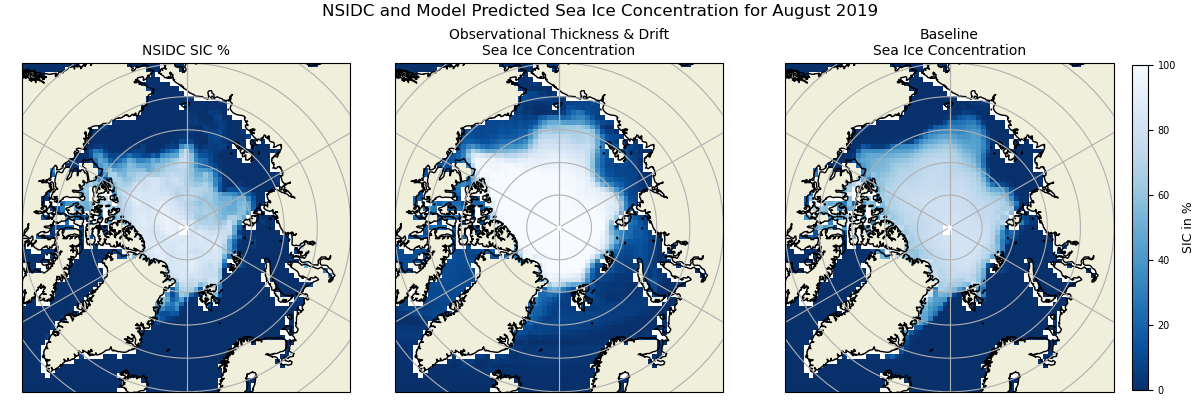 NSIDC and Model Predicted Sea Ice Concentration for August 2019
NSIDC SIC %
Observational Thickness & Drift
Sea Ice Concentration
Baseline
Sea Ice Concentration
100
80
60
40
20
0
SIC in %